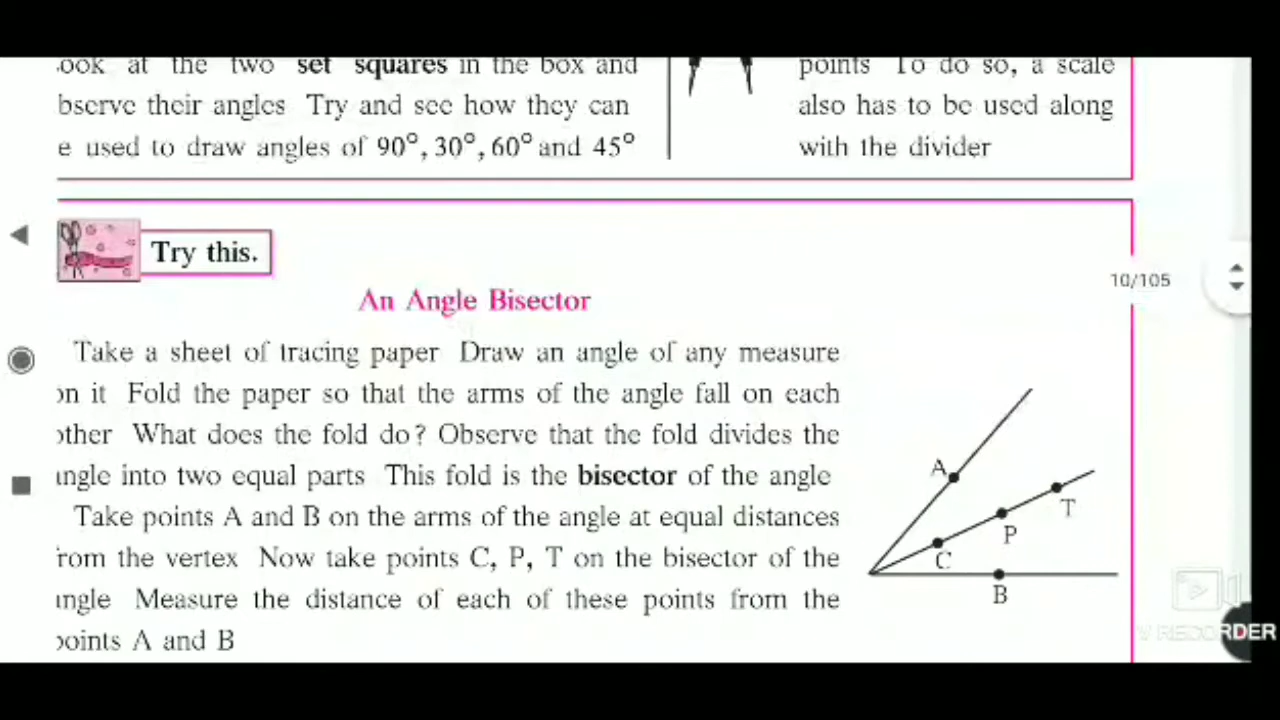 ook at the two set squares in the box and
bserve their angles Try and see how they can
e used to draw angles of 90°, 30°, 60° and 45°
points To do so, a scale
also has to be used along
with the divider
Try this.
10/105
An Angle Bisector
Take a sheet of tracing paper Draw an angle of any measure
on it Fold the paper so that the arms of the angle fall on each
other What does the fold do? Observe that the fold divides the
angle into two equal parts This fold is the bisector of the angle
Take points A and B on the arms of the angle at equal distances
from the vertex Now take points C, P, T on the bisector of the
angle Measure the distance of each of these points from the
points A and B
A
T
P
C
B
V RECORDER